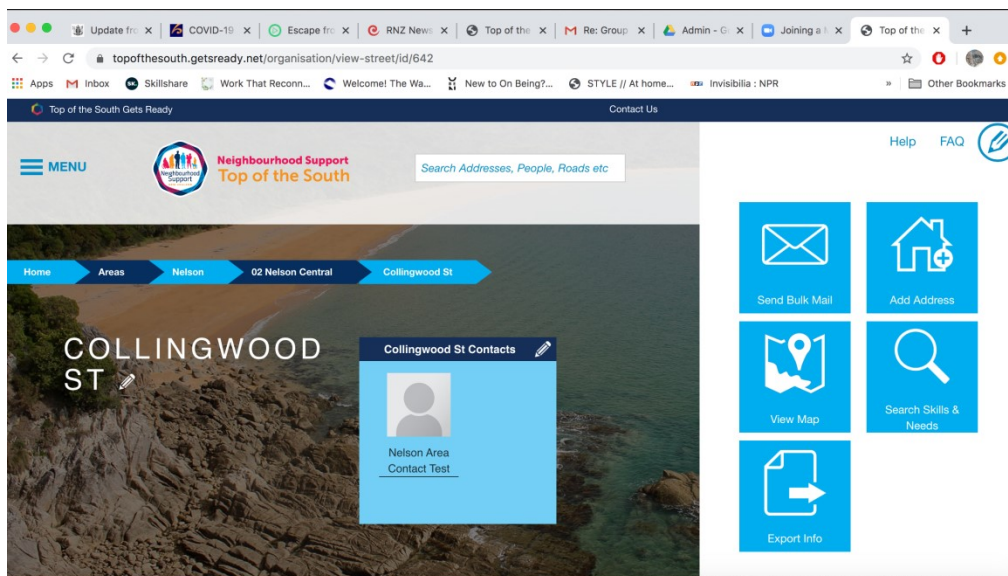 Update fro
COVID-19
Escape fro
RNZ News
Top of the
Re: Group
Admin - G
Joining a
Top of the
topofthesouth.getsready.net/organisation/view-street/id/642
Apps
Inbox
Skillshare
Work That Reconn...
Welcome! The Wa...
New to On Being?...
STYLE // At home...
Invisibilia : NPR
»
Other Bookmarks
Top of the South Gets Ready
Contact Us
Help
FAQ
MENU
Neighbourhood
Support
Neighbourhood Support
Top of the South
Search Addresses, People, Roads etc
Home
Areas
Nelson
02 Nelson Central
Collingwood St
COLLINGWOOD
ST
Collingwood St Contacts
Nelson Area
Contact Test
Send Bulk Mail
Add Address
View Map
Search Skills &
Needs
Export Info